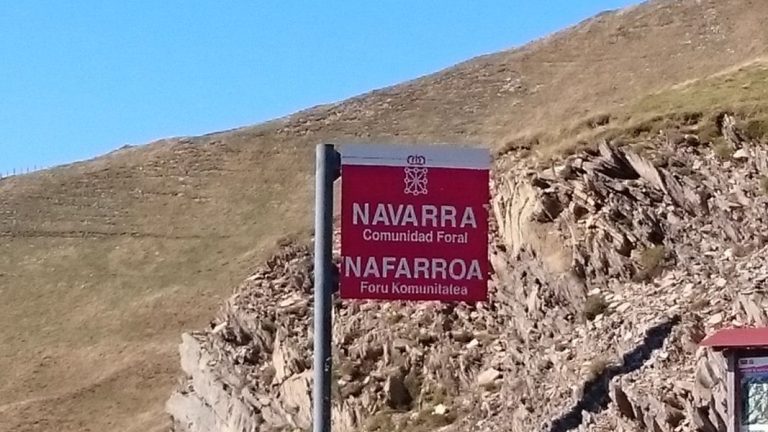 NAVARRA
Comunidad Foral
NAFARROA
Foru Komunitatea